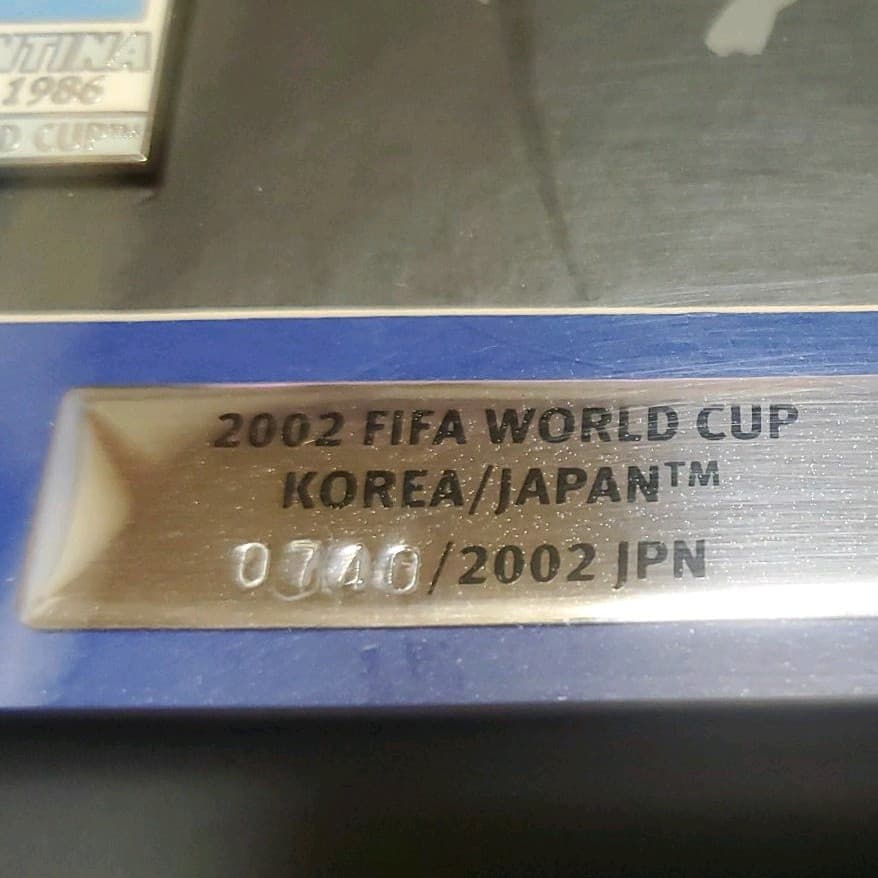 1986
2002 FIFA WORLD CUP
KOREA/JAPAN™
/2002 JPN